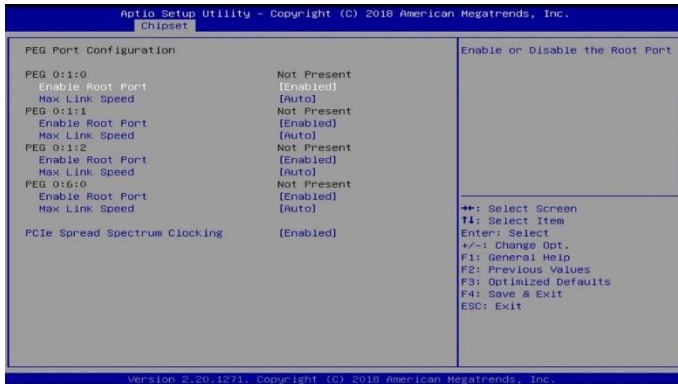 Aptio Setup Utility – Copyright (C) 2018 American Megatrends, Inc.
Chipset
PEG Port Configuration
Enable or Disable the Root Port
PEG 0:1:0 Not Present
Enable Root Port [Enabled]
Max Link Speed [Auto]
PEG 0:1:1 Not Present
Enable Root Port [Enabled]
Max Link Speed [Auto]
PEG 0:1:2 Not Present
Enable Root Port [Enabled]
Max Link Speed [Auto]
PEG 0:6:0 Not Present
Enable Root Port [Enabled]
Max Link Speed [Auto]
PCIe Spread Spectrum Clocking [Enabled]
→←: Select Screen
↑↓: Select Item
Enter: Select
+/-: Change Opt.
F1: General Help
F2: Previous Values
F3: Optimized Defaults
F4: Save & Exit
ESC: Exit
Version 2.20.1271. Copyright (C) 2018 American Megatrends, Inc.